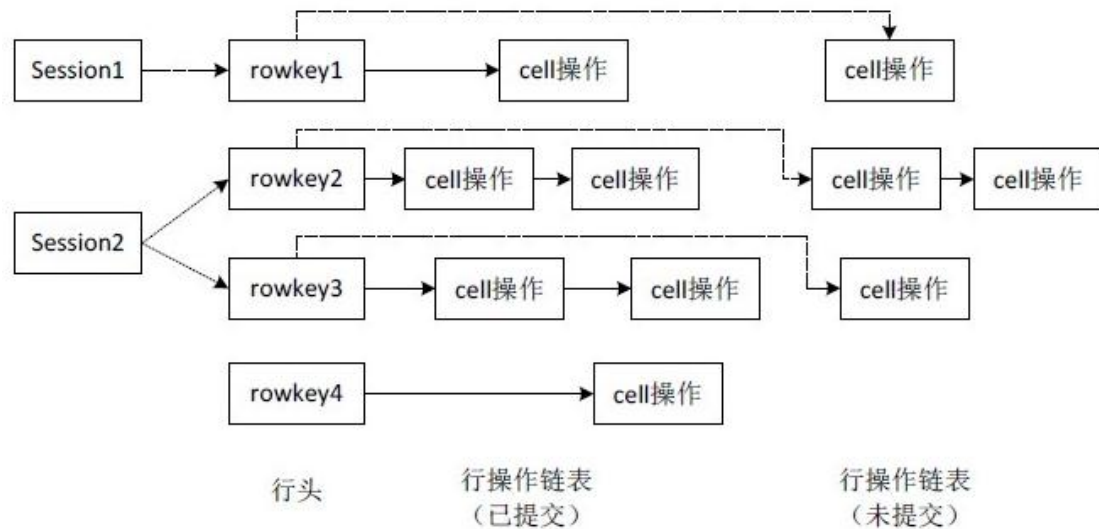 Session1
rowkey1
cell操作
cell操作
rowkey2
cell操作
cell操作
cell操作
cell操作
Session2
rowkey3
cell操作
cell操作
cell操作
rowkey4
cell操作
行头
行操作链表
（已提交）
行操作链表
（未提交）